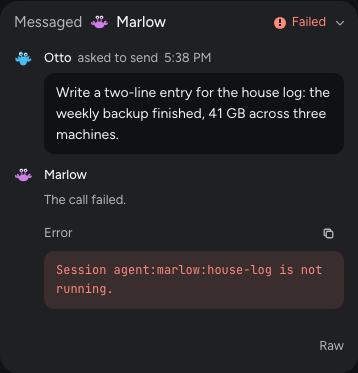 Messaged Marlow Failed
Otto asked to send 5:38 PM
Write a two-line entry for the house log: the
weekly backup finished, 41 GB across three
machines.
Marlow
The call failed.
Error
Session agent:marlow:house-log is not
running.
Raw